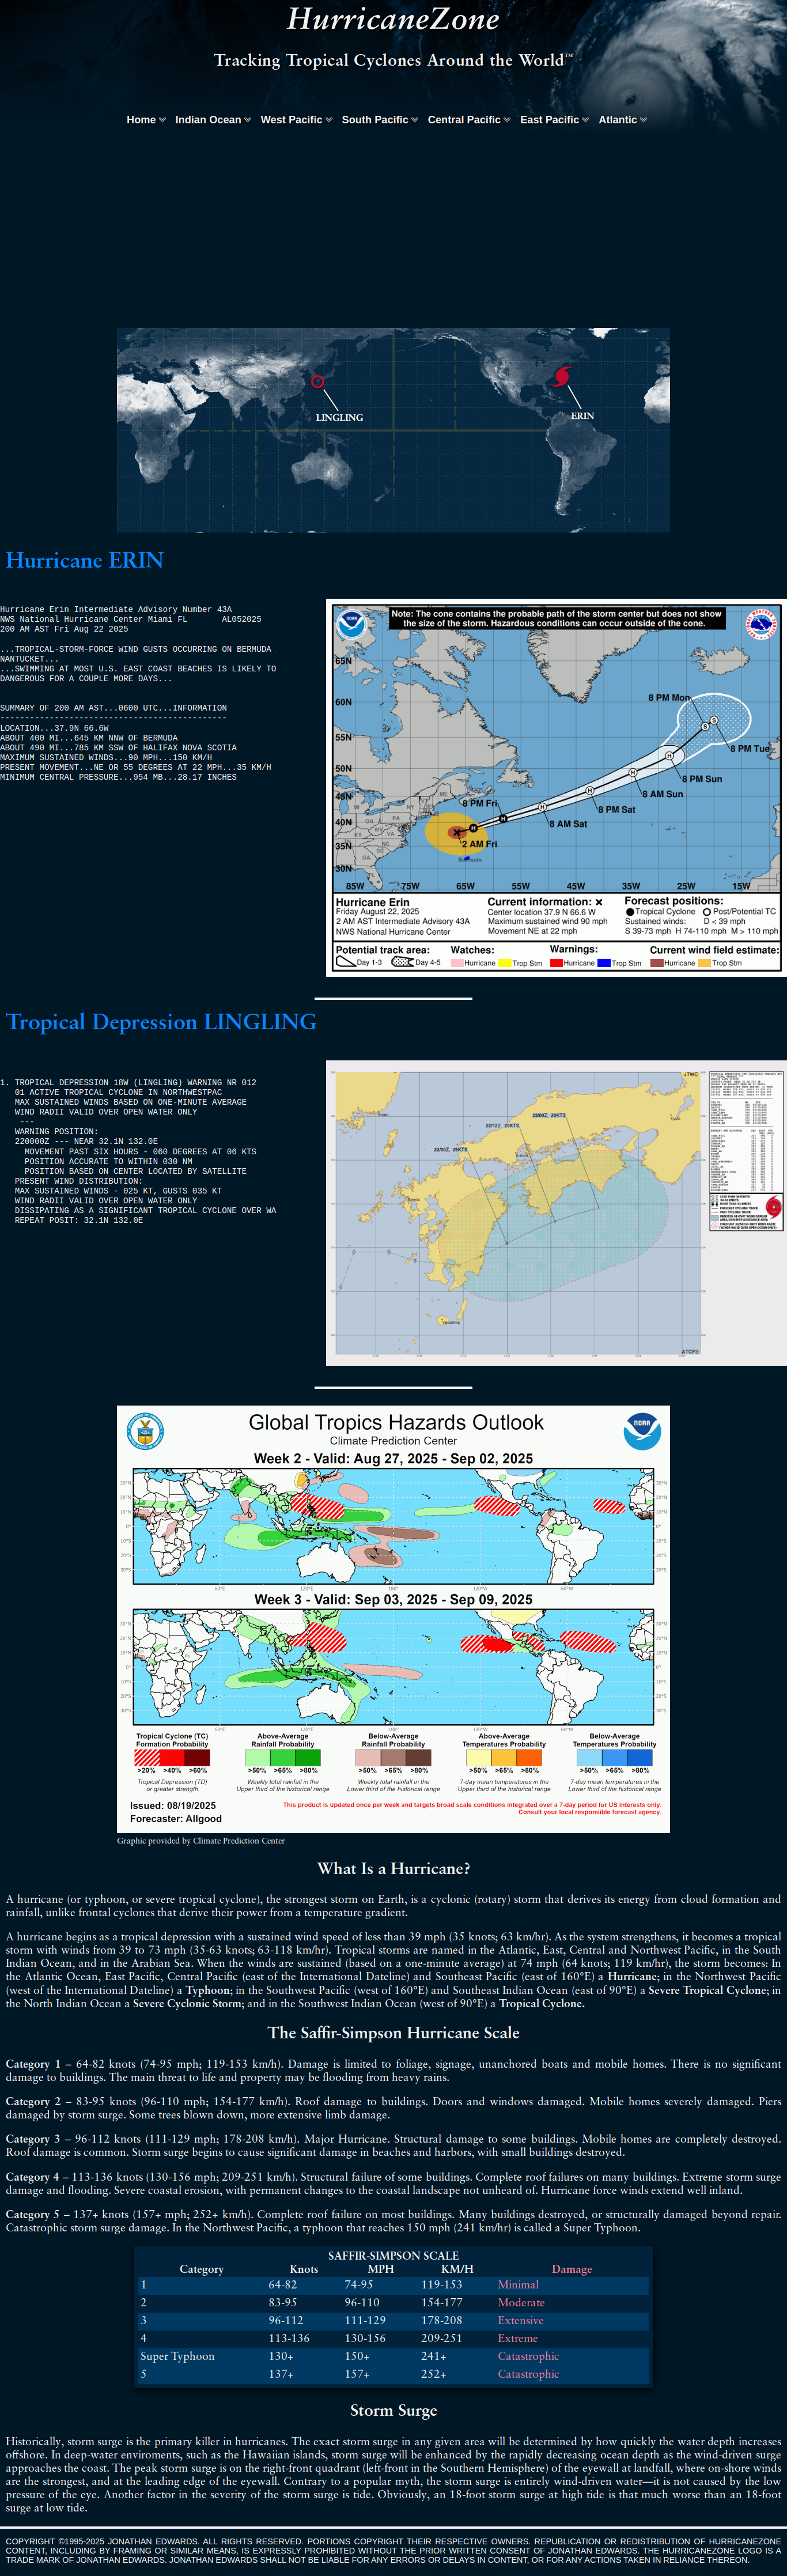 HurricaneZone
Tracking Tropical Cyclones Around the World™
Home Indian Ocean West Pacific South Pacific Central Pacific East Pacific Atlantic
LINGLING
ERIN
Hurricane ERIN
Hurricane Erin Intermediate Advisory Number 43A
NWS National Hurricane Center Miami FL AL052025
200 AM AST Fri Aug 22 2025
...TROPICAL-STORM-FORCE WIND GUSTS OCCURRING ON BERMUDA
NANTUCKET...
...SWIMMING AT MOST U.S. EAST COAST BEACHES IS LIKELY TO
DANGEROUS FOR A COUPLE MORE DAYS...
SUMMARY OF 200 AM AST...0600 UTC...INFORMATION
----------------------------------------------
LOCATION...37.9N 66.6W
ABOUT 400 MI...645 KM NNW OF BERMUDA
ABOUT 490 MI...785 KM SSW OF HALIFAX NOVA SCOTIA
MAXIMUM SUSTAINED WINDS...90 MPH...150 KM/H
PRESENT MOVEMENT...NE OR 55 DEGREES AT 22 MPH...35 KM/H
MINIMUM CENTRAL PRESSURE...954 MB...28.17 INCHES
Note: The cone contains the probable path of the storm center but does not show
the size of the storm. Hazardous conditions can occur outside of the cone.
65N
60N
55N
50N
45N
40N
35N
30N
8 PM Mon
8 PM Tue
8 PM Sun
8 AM Sun
8 PM Sat
8 AM Sat
8 PM Fri
2 AM Fri
Bermuda
85W 75W 65W 55W 45W 35W 25W 15W
Hurricane Erin
Friday August 22, 2025
2 AM AST Intermediate Advisory 43A
NWS National Hurricane Center
Current information: ×
Center location 37.9 N 66.6 W
Maximum sustained wind 90 mph
Movement NE at 22 mph
Forecast positions:
Tropical Cyclone Post/Potential TC
Sustained winds: D < 39 mph
S 39-73 mph H 74-110 mph M > 110 mph
Potential track area:
Day 1-3 Day 4-5
Watches:
Hurricane Trop Stm
Warnings:
Hurricane Trop Stm
Current wind field estimate:
Hurricane Trop Stm
Tropical Depression LINGLING
1. TROPICAL DEPRESSION 18W (LINGLING) WARNING NR 012
01 ACTIVE TROPICAL CYCLONE IN NORTHWESTPAC
MAX SUSTAINED WINDS BASED ON ONE-MINUTE AVERAGE
WIND RADII VALID OVER OPEN WATER ONLY
---
WARNING POSITION:
220000Z --- NEAR 32.1N 132.0E
MOVEMENT PAST SIX HOURS - 060 DEGREES AT 06 KTS
POSITION ACCURATE TO WITHIN 030 NM
POSITION BASED ON CENTER LOCATED BY SATELLITE
PRESENT WIND DISTRIBUTION:
MAX SUSTAINED WINDS - 025 KT, GUSTS 035 KT
WIND RADII VALID OVER OPEN WATER ONLY
DISSIPATING AS A SIGNIFICANT TROPICAL CYCLONE OVER WA
REPEAT POSIT: 32.1N 132.0E
JTWC
23/00Z, 20KTS
22/12Z, 20KTS
22/00Z, 25KTS
ATCF®
Global Tropics Hazards Outlook
Climate Prediction Center
NOAA
Week 2 - Valid: Aug 27, 2025 - Sep 02, 2025
Week 3 - Valid: Sep 03, 2025 - Sep 09, 2025
Tropical Cyclone (TC)
Formation Probability
>20% >40% >60%
Tropical Depression (TD)
or greater strength
Above-Average
Rainfall Probability
>50% >65% >80%
Weekly total rainfall in the
Upper third of the historical range
Below-Average
Rainfall Probability
>50% >65% >80%
Weekly total rainfall in the
Lower third of the historical range
Above-Average
Temperatures Probability
>50% >65% >80%
7-day mean temperatures in the
Upper third of the historical range
Below-Average
Temperatures Probability
>50% >65% >80%
7-day mean temperatures in the
Lower third of the historical range
Issued: 08/19/2025
Forecaster: Allgood
This product is updated once per week and targets broad scale conditions integrated over a 7-day period for US interests only.
Consult your local responsible forecast agency.
Graphic provided by Climate Prediction Center
What Is a Hurricane?
A hurricane (or typhoon, or severe tropical cyclone), the strongest storm on Earth, is a cyclonic (rotary) storm that derives its energy from cloud formation and
rainfall, unlike frontal cyclones that derive their power from a temperature gradient.
A hurricane begins as a tropical depression with a sustained wind speed of less than 39 mph (35 knots; 63 km/hr). As the system strengthens, it becomes a tropical
storm with winds from 39 to 73 mph (35-63 knots; 63-118 km/hr). Tropical storms are named in the Atlantic, East, Central and Northwest Pacific, in the South
Indian Ocean, and in the Arabian Sea. When the winds are sustained (based on a one-minute average) at 74 mph (64 knots; 119 km/hr), the storm becomes: In
the Atlantic Ocean, East Pacific, Central Pacific (east of the International Dateline) and Southeast Pacific (east of 160°E) a Hurricane; in the Northwest Pacific
(west of the International Dateline) a Typhoon; in the Southwest Pacific (west of 160°E) and Southeast Indian Ocean (east of 90°E) a Severe Tropical Cyclone; in
the North Indian Ocean a Severe Cyclonic Storm; and in the Southwest Indian Ocean (west of 90°E) a Tropical Cyclone.
The Saffir-Simpson Hurricane Scale
Category 1 – 64-82 knots (74-95 mph; 119-153 km/h). Damage is limited to foliage, signage, unanchored boats and mobile homes. There is no significant
damage to buildings. The main threat to life and property may be flooding from heavy rains.
Category 2 – 83-95 knots (96-110 mph; 154-177 km/h). Roof damage to buildings. Doors and windows damaged. Mobile homes severely damaged. Piers
damaged by storm surge. Some trees blown down, more extensive limb damage.
Category 3 – 96-112 knots (111-129 mph; 178-208 km/h). Major Hurricane. Structural damage to some buildings. Mobile homes are completely destroyed.
Roof damage is common. Storm surge begins to cause significant damage in beaches and harbors, with small buildings destroyed.
Category 4 – 113-136 knots (130-156 mph; 209-251 km/h). Structural failure of some buildings. Complete roof failures on many buildings. Extreme storm surge
damage and flooding. Severe coastal erosion, with permanent changes to the coastal landscape not unheard of. Hurricane force winds extend well inland.
Category 5 – 137+ knots (157+ mph; 252+ km/h). Complete roof failure on most buildings. Many buildings destroyed, or structurally damaged beyond repair.
Catastrophic storm surge damage. In the Northwest Pacific, a typhoon that reaches 150 mph (241 km/hr) is called a Super Typhoon.
SAFFIR-SIMPSON SCALE
Category Knots MPH KM/H Damage
1 64-82 74-95 119-153 Minimal
2 83-95 96-110 154-177 Moderate
3 96-112 111-129 178-208 Extensive
4 113-136 130-156 209-251 Extreme
Super Typhoon 130+ 150+ 241+ Catastrophic
5 137+ 157+ 252+ Catastrophic
Storm Surge
Historically, storm surge is the primary killer in hurricanes. The exact storm surge in any given area will be determined by how quickly the water depth increases
offshore. In deep-water enviroments, such as the Hawaiian islands, storm surge will be enhanced by the rapidly decreasing ocean depth as the wind-driven surge
approaches the coast. The peak storm surge is on the right-front quadrant (left-front in the Southern Hemisphere) of the eyewall at landfall, where on-shore winds
are the strongest, and at the leading edge of the eyewall. Contrary to a popular myth, the storm surge is entirely wind-driven water—it is not caused by the low
pressure of the eye. Another factor in the severity of the storm surge is tide. Obviously, an 18-foot storm surge at high tide is that much worse than an 18-foot
surge at low tide.
COPYRIGHT ©1995-2025 JONATHAN EDWARDS. ALL RIGHTS RESERVED. PORTIONS COPYRIGHT THEIR RESPECTIVE OWNERS. REPUBLICATION OR REDISTRIBUTION OF HURRICANEZONE
CONTENT, INCLUDING BY FRAMING OR SIMILAR MEANS, IS EXPRESSLY PROHIBITED WITHOUT THE PRIOR WRITTEN CONSENT OF JONATHAN EDWARDS. THE HURRICANEZONE LOGO IS A
TRADE MARK OF JONATHAN EDWARDS. JONATHAN EDWARDS SHALL NOT BE LIABLE FOR ANY ERRORS OR DELAYS IN CONTENT, OR FOR ANY ACTIONS TAKEN IN RELIANCE THEREON.